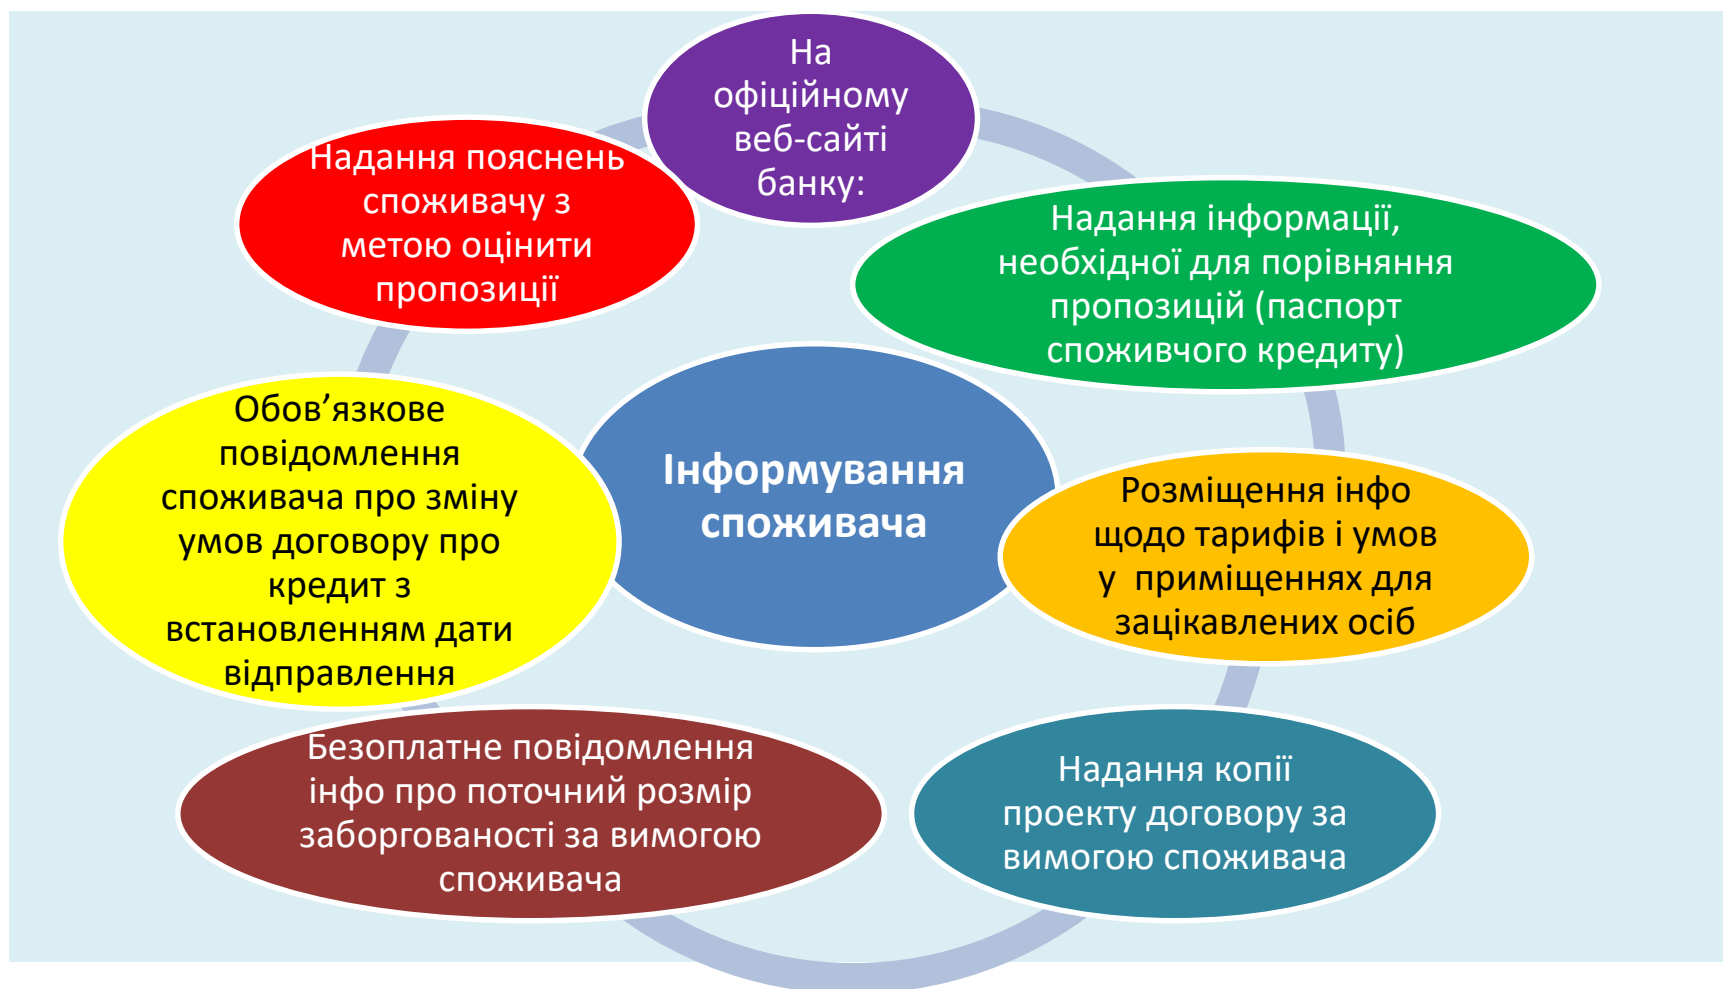 На
офіційному
веб-сайті
банку:
Надання пояснень
споживачу з
метою оцінити
пропозиції
Надання інформації,
необхідної для порівняння
пропозицій (паспорт
споживчого кредиту)
Обов’язкове
повідомлення
споживача про зміну
умов договору про
кредит з
встановленням дати
відправлення
Інформування
споживача
Розміщення інфо
щодо тарифів і умов
у  приміщеннях для
зацікавлених осіб
Безоплатне повідомлення
інфо про поточний розмір
заборгованості за вимогою
споживача
Надання копії
проекту договору за
вимогою споживача